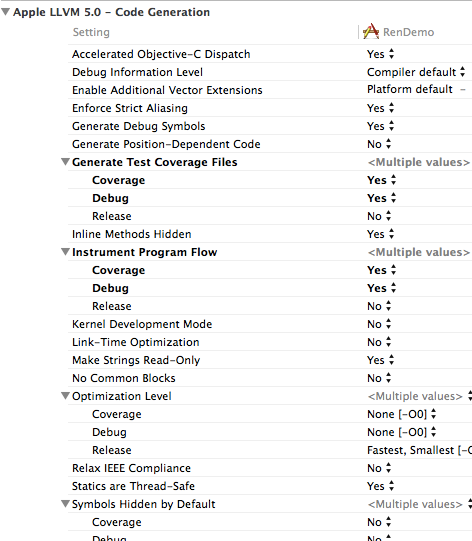 Apple LLVM 5.0 - Code Generation
Setting RenDemo
Accelerated Objective-C Dispatch Yes
Debug Information Level Compiler default
Enable Additional Vector Extensions Platform default –
Enforce Strict Aliasing Yes
Generate Debug Symbols Yes
Generate Position-Dependent Code No
Generate Test Coverage Files <Multiple values>
Coverage Yes
Debug Yes
Release No
Inline Methods Hidden Yes
Instrument Program Flow <Multiple values>
Coverage Yes
Debug Yes
Release No
Kernel Development Mode No
Link-Time Optimization No
Make Strings Read-Only Yes
No Common Blocks No
Optimization Level <Multiple values>
Coverage None [-O0]
Debug None [-O0]
Release Fastest, Smallest [-O
Relax IEEE Compliance No
Statics are Thread-Safe Yes
Symbols Hidden by Default <Multiple values>
Coverage No
Debug No